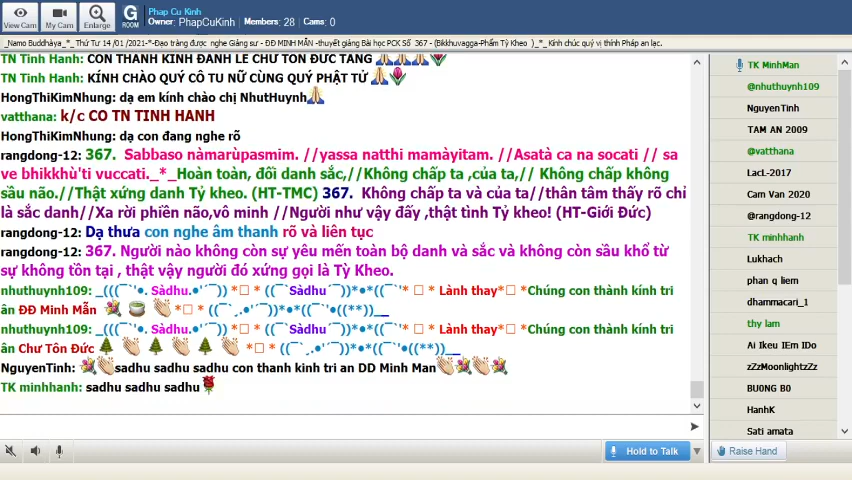 View Cam
My Cam
Enlarge
G ROOM
Phap Cu Kinh
Owner: PhapCuKinh Members: 28 Cams: 0
_Namo Buddhàya_*_ Thứ Tư 14 /01 /2021-*-Đạo tràng được nghe Giảng sư - ĐĐ MINH MẪN -thuyết giảng Bài học PCK Số 367 - (Bikkhuvagga-Phẩm Tỳ Kheo )_*_ Kính chúc quý vị thính Pháp an lạc.
TN Tinh Hanh: CON THANH KINH ĐANH LE CHƯ TON ĐUC TANG
TN Tinh Hanh: KÍNH CHÀO QUÝ CÔ TU NỮ CÙNG QUÝ PHẬT TỬ
HongThiKimNhung: dạ em kính chào chị NhutHuynh
vatthana: k/c CO TN TINH HANH
HongThiKimNhung: dạ con đang nghe rõ
rangdong-12: 367. Sabbaso nàmarùpasmim. //yassa natthi mamàyitam. //Asatà ca na socati // sa
ve bhikkhù'ti vuccati._*_Hoàn toàn, đối danh sắc,//Không chấp ta ,của ta,// Không chấp không
sầu não.//Thật xứng danh Tỷ kheo. (HT-TMC) 367. Không chấp ta và của ta//thân tâm thấy rõ chỉ
là sắc danh//Xa rời phiền não,vô minh //Người như vậy đấy ,thật tình Tỷ kheo! (HT-Giới Đức)
rangdong-12: Dạ thưa con nghe âm thanh rõ và liên tục
rangdong-12: 367. Người nào không còn sự yêu mến toàn bộ danh và sắc và không còn sầu khổ từ
sự không tồn tại , thật vậy người đó xứng gọi là Tỳ Kheo.
nhuthuynh109: _(((¯`'•. Sàdhu.•'´¯)) *□ * ((¯`Sàdhu´¯))*•*((¯`'* □ * Lành thay*□ *Chúng con thành kính tri
ân ĐĐ Minh Mẫn *□ * ((¯`¸.•'´¯))*•*((¯`'•((**))__
nhuthuynh109: _(((¯`'•. Sàdhu.•'´¯)) *□ * ((¯`Sàdhu´¯))*•*((¯`'* □ * Lành thay*□ *Chúng con thành kính tri
ân Chư Tôn Đức *□ * ((¯`¸.•'´¯))*•*((¯`'•((**))__
NguyenTinh: sadhu sadhu sadhu con thanh kinh tri an DD Minh Man
TK minhhanh: sadhu sadhu sadhu
Hold to Talk
TK MinhMan
@nhuthuynh109
NguyenTinh
TAM AN 2009
@vatthana
LacL-2017
Cam Van 2020
@rangdong-12
TK minhhanh
Lukhach
phan q liem
dhammacari_1
thy lam
Ai Ikeu IEm IDo
zZzMoonlightzZz
BU0NG B0
HanhK
Sati amata
Raise Hand